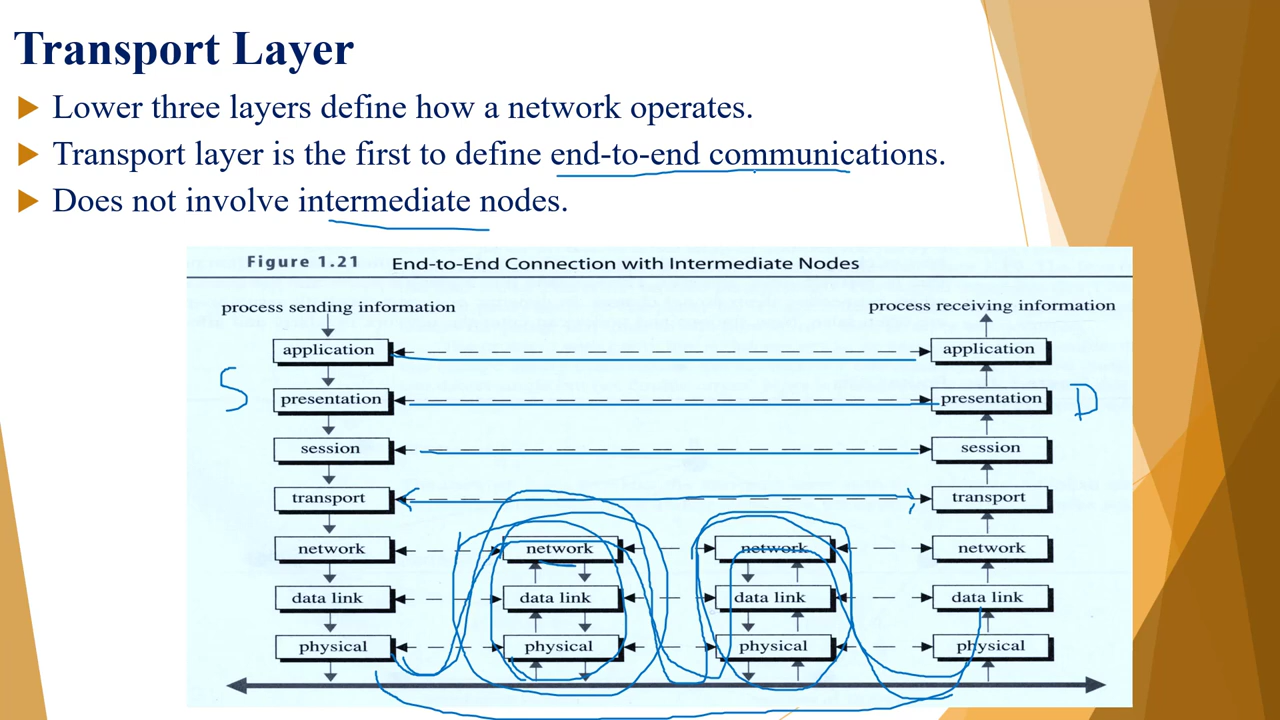 Transport Layer
Lower three layers define how a network operates.
Transport layer is the first to define end-to-end communications.
Does not involve intermediate nodes.
Figure 1.21 End-to-End Connection with Intermediate Nodes
process sending information process receiving information
application application
S presentation presentation D
session session
transport transport
network network network network
data link data link data link data link
physical physical physical physical